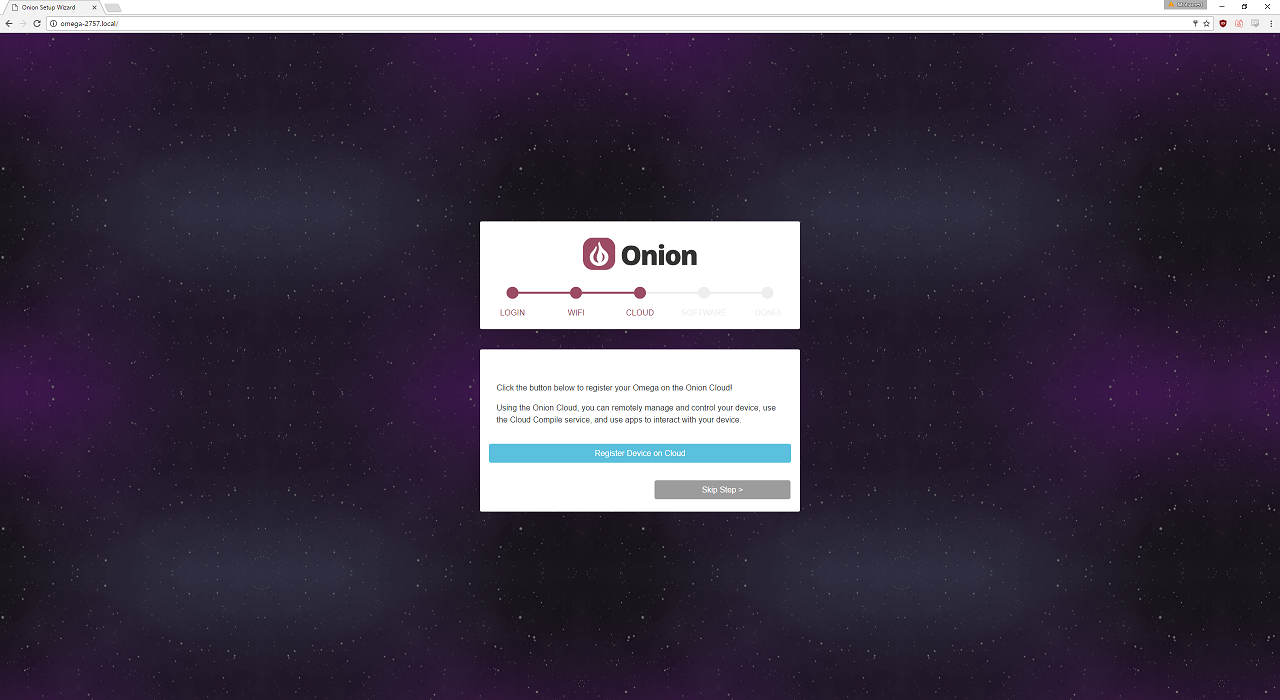 Onion Setup Wizard
omega-2757.local/
Onion
LOGIN
WIFI
CLOUD
SOFTWARE
DONE!
Click the button below to register your Omega on the Onion Cloud!
Using the Onion Cloud, you can remotely manage and control your device, use
the Cloud Compile service, and use apps to interact with your device.
Register Device on Cloud
Skip Step >